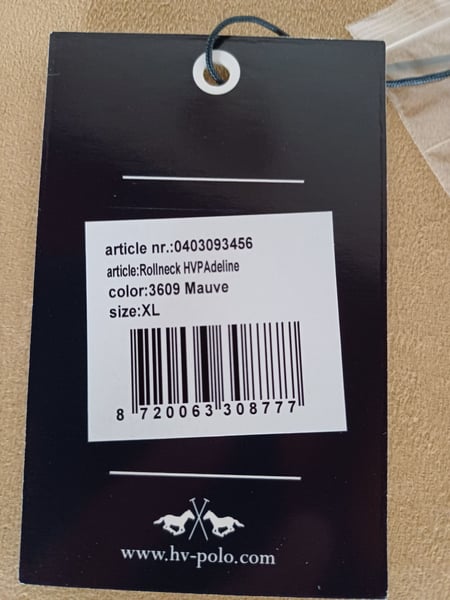 article nr.:0403093456
article:Rollneck HVPAdeline
color:3609 Mauve
size:XL
8 720063 308777
www.hv-polo.com